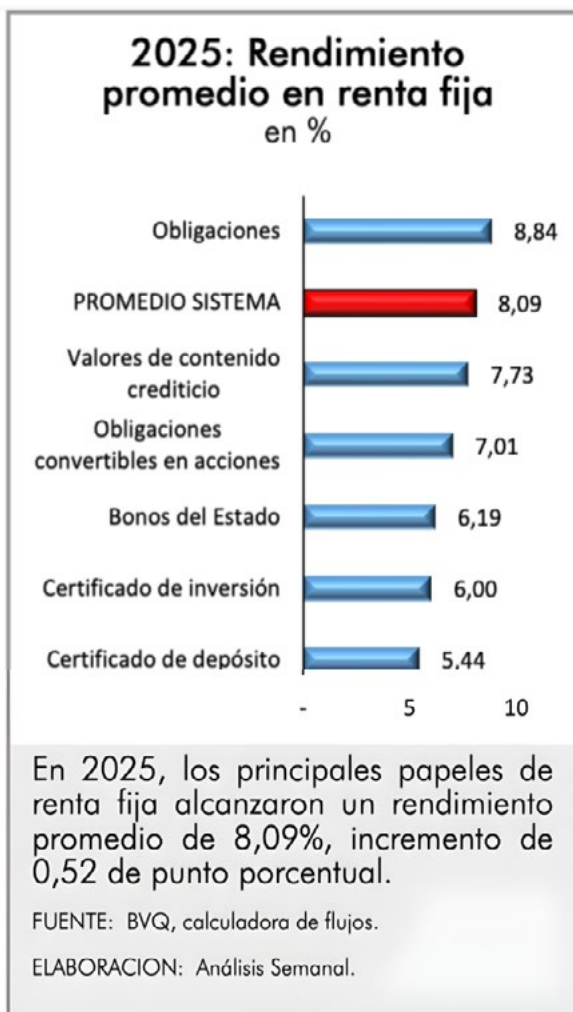 2025: Rendimiento
promedio en renta fija
en %
Obligaciones 8,84
PROMEDIO SISTEMA 8,09
Valores de contenido
crediticio 7,73
Obligaciones
convertibles en acciones 7,01
Bonos del Estado 6,19
Certificado de inversión 6,00
Certificado de depósito 5,44
- 5 10
En 2025, los principales papeles de
renta fija alcanzaron un rendimiento
promedio de 8,09%, incremento de
0,52 de punto porcentual.
FUENTE: BVQ, calculadora de flujos.
ELABORACION: Análisis Semanal.